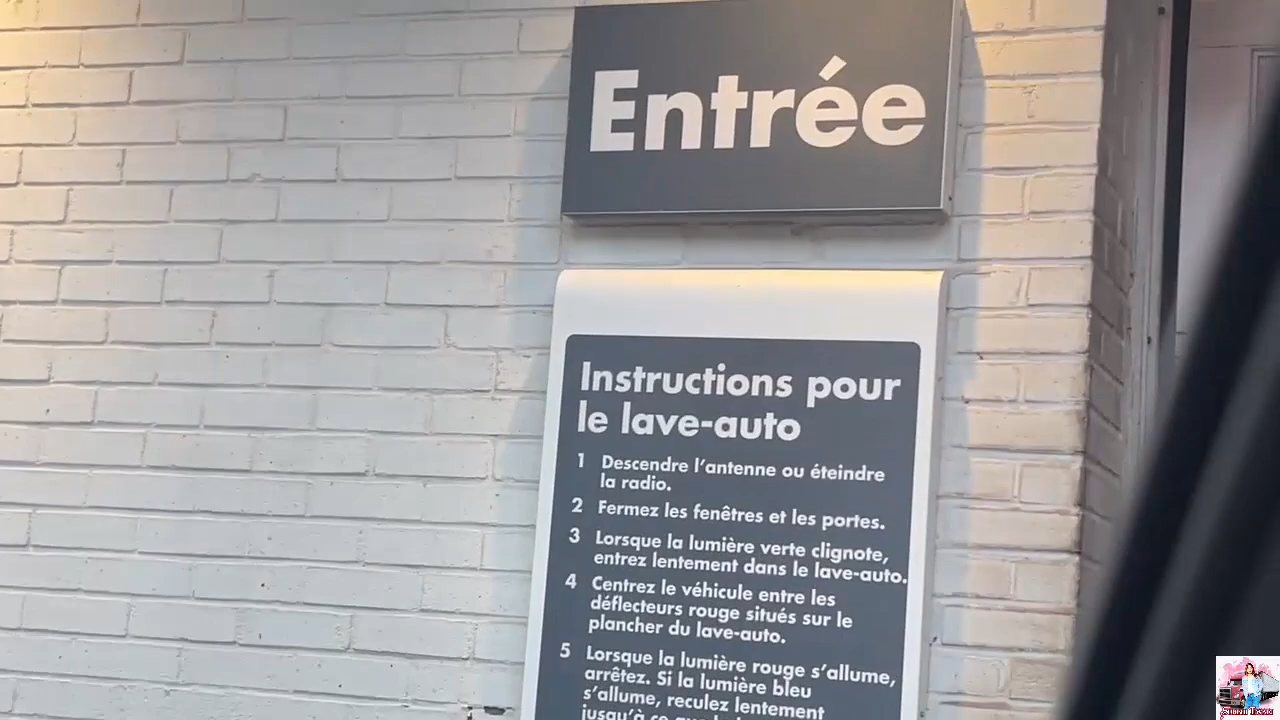 Entrée
Instructions pour
le lave-auto
1 Descendre l'antenne ou éteindre
la radio.
2 Fermez les fenêtres et les portes.
3 Lorsque la lumière verte clignote,
entrez lentement dans le lave-auto.
4 Centrez le véhicule entre les
déflecteurs rouge situés sur le
plancher du lave-auto.
5 Lorsque la lumière rouge s'allume,
arrêtez. Si la lumière bleu
s'allume, reculez lentement
jusqu'à ce que